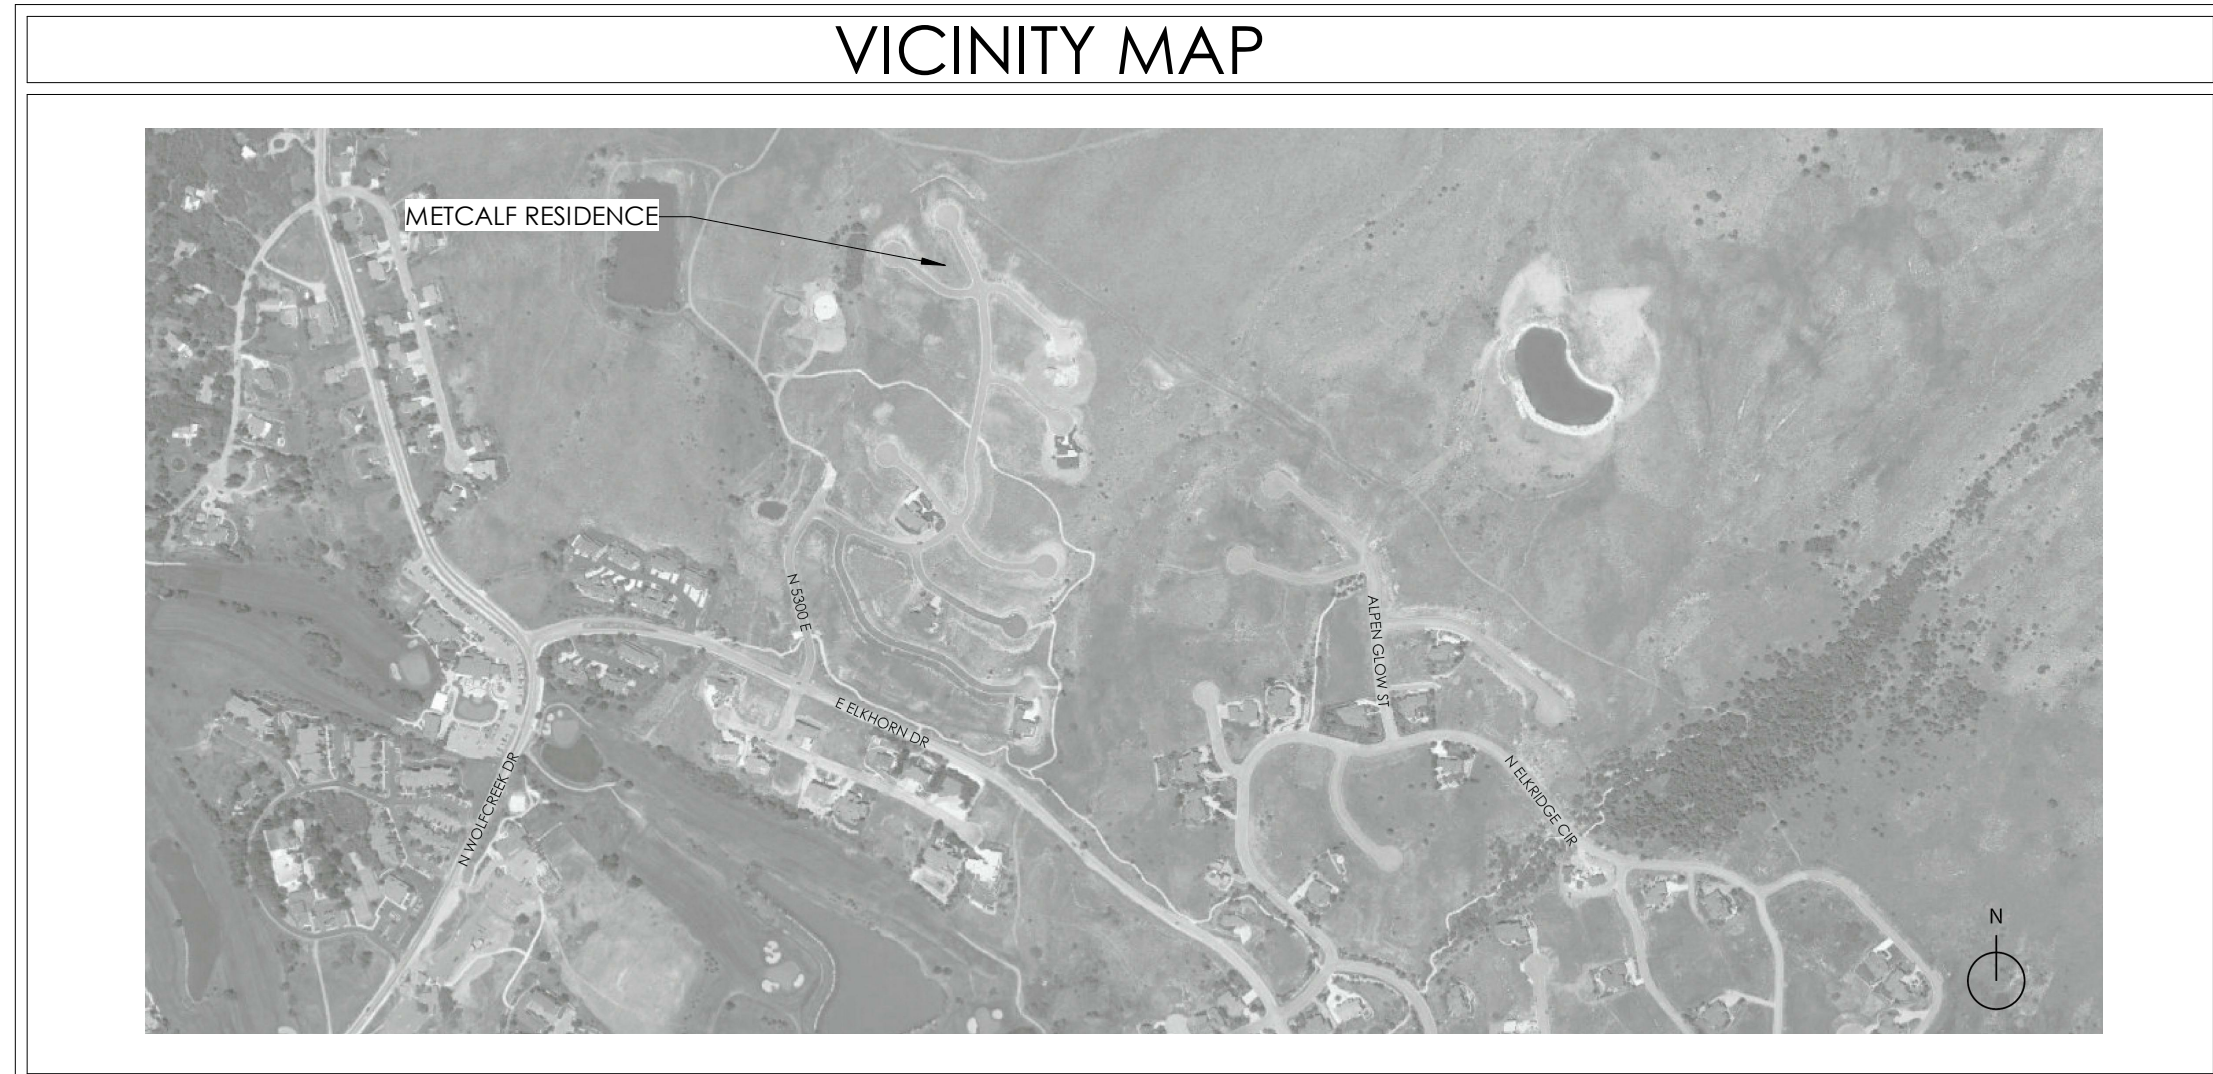 VICINITY MAP
METCALF RESIDENCE
N 5300 E
ALPEN GLOW ST
E ELKHORN DR
N WOLFCREEK DR
N ELKRIDGE CIR
N